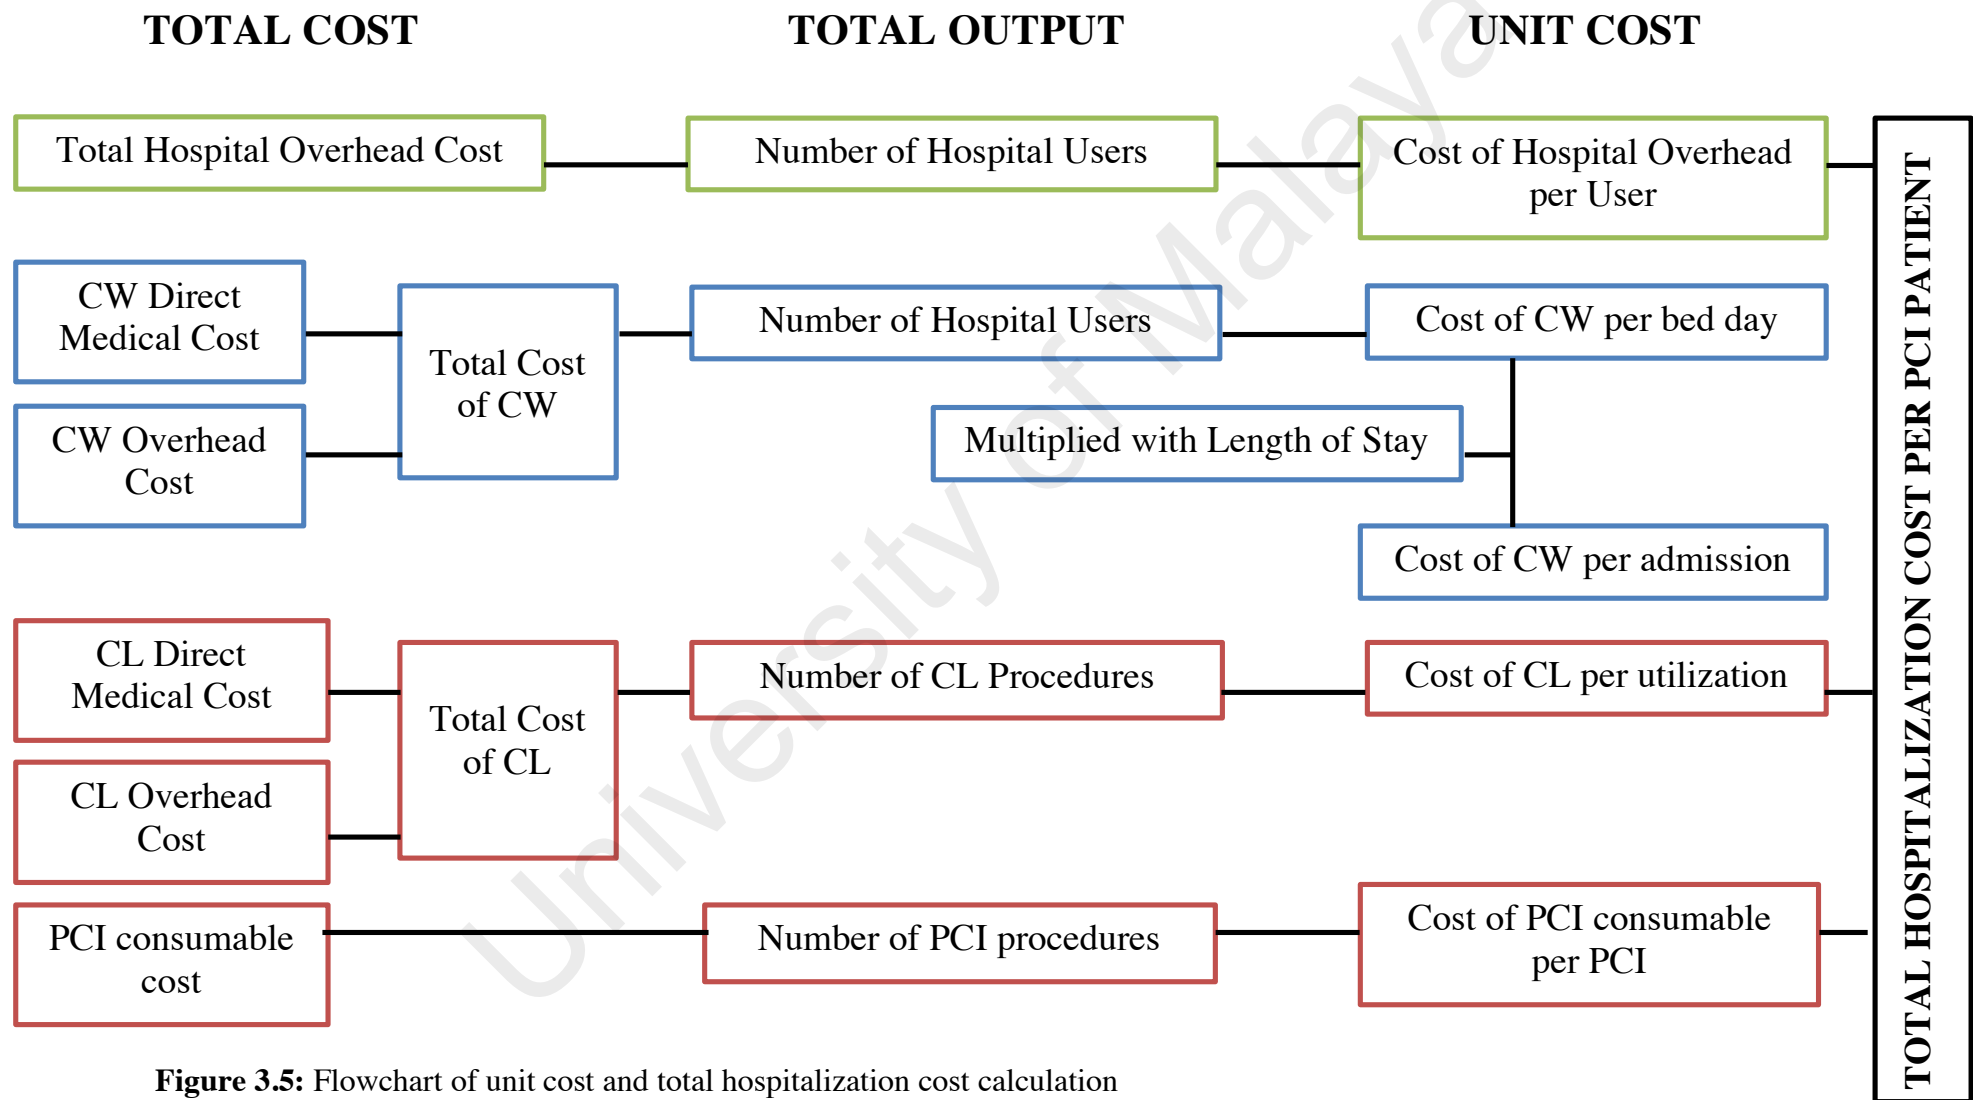 TOTAL COST
TOTAL OUTPUT
UNIT COST
Total Hospital Overhead Cost
Number of Hospital Users
Cost of Hospital Overhead
per User
CW Direct
Medical Cost
CW Overhead
Cost
Total Cost
of CW
Number of Hospital Users
Cost of CW per bed day
Multiplied with Length of Stay
Cost of CW per admission
CL Direct
Medical Cost
CL Overhead
Cost
Total Cost
of CL
Number of CL Procedures
Cost of CL per utilization
PCI consumable
cost
Number of PCI procedures
Cost of PCI consumable
per PCI
TOTAL HOSPITALIZATION COST PER PCI PATIENT
Figure 3.5: Flowchart of unit cost and total hospitalization cost calculation
University of Malaya